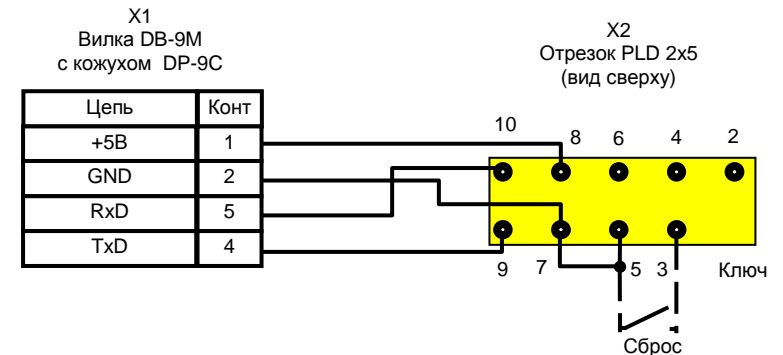 X1
Вилка DB-9M
с кожухом DP-9C
Цепь Конт
+5В 1
GND 2
RxD 5
TxD 4
X2
Отрезок PLD 2x5
(вид сверху)
10 8 6 4 2
9 7 5 3 Ключ
Сброс